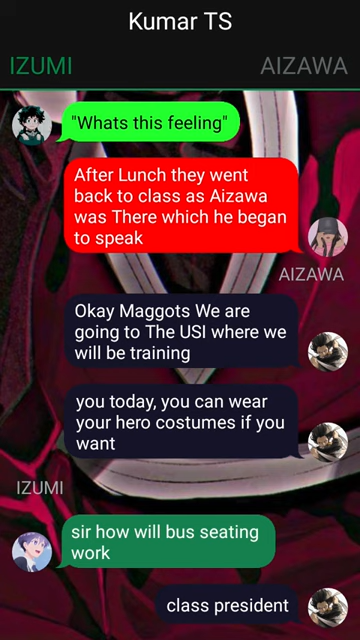 Kumar TS
IZUMI
AIZAWA
"Whats this feeling"
After Lunch they went
back to class as Aizawa
was There which he began
to speak
AIZAWA
Okay Maggots We are
going to The USI where we
will be training
you today, you can wear
your hero costumes if you
want
IZUMI
sir how will bus seating
work
class president